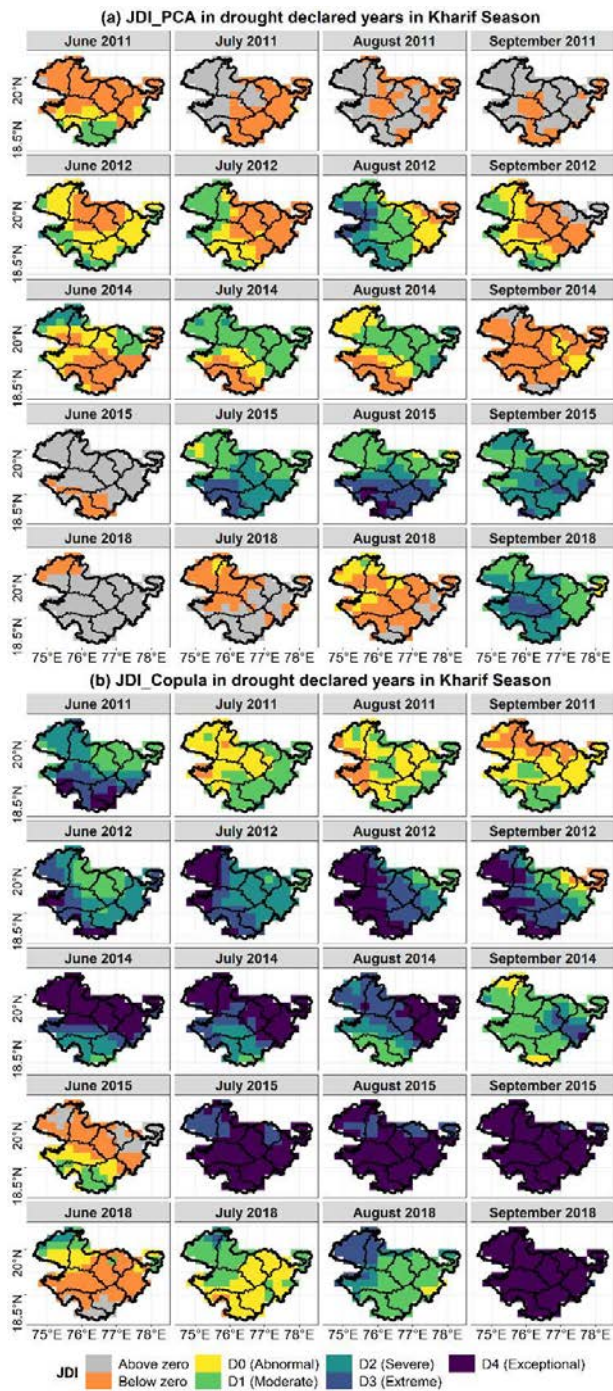 (a) JDI_PCA in drought declared years in Kharif Season
June 2011 July 2011 August 2011 September 2011
20°N
18.5°N
June 2012 July 2012 August 2012 September 2012
20°N
18.5°N
June 2014 July 2014 August 2014 September 2014
20°N
18.5°N
June 2015 July 2015 August 2015 September 2015
20°N
18.5°N
June 2018 July 2018 August 2018 September 2018
20°N
18.5°N
75°E 76°E 77°E 78°E 75°E 76°E 77°E 78°E 75°E 76°E 77°E 78°E 75°E 76°E 77°E 78°E
(b) JDI_Copula in drought declared years in Kharif Season
June 2011 July 2011 August 2011 September 2011
20°N
18.5°N
June 2012 July 2012 August 2012 September 2012
20°N
18.5°N
June 2014 July 2014 August 2014 September 2014
20°N
18.5°N
June 2015 July 2015 August 2015 September 2015
20°N
18.5°N
June 2018 July 2018 August 2018 September 2018
20°N
18.5°N
75°E 76°E 77°E 78°E 75°E 76°E 77°E 78°E 75°E 76°E 77°E 78°E 75°E 76°E 77°E 78°E
JDI Above zero D0 (Abnormal) D2 (Severe) D4 (Exceptional)
Below zero D1 (Moderate) D3 (Extreme)